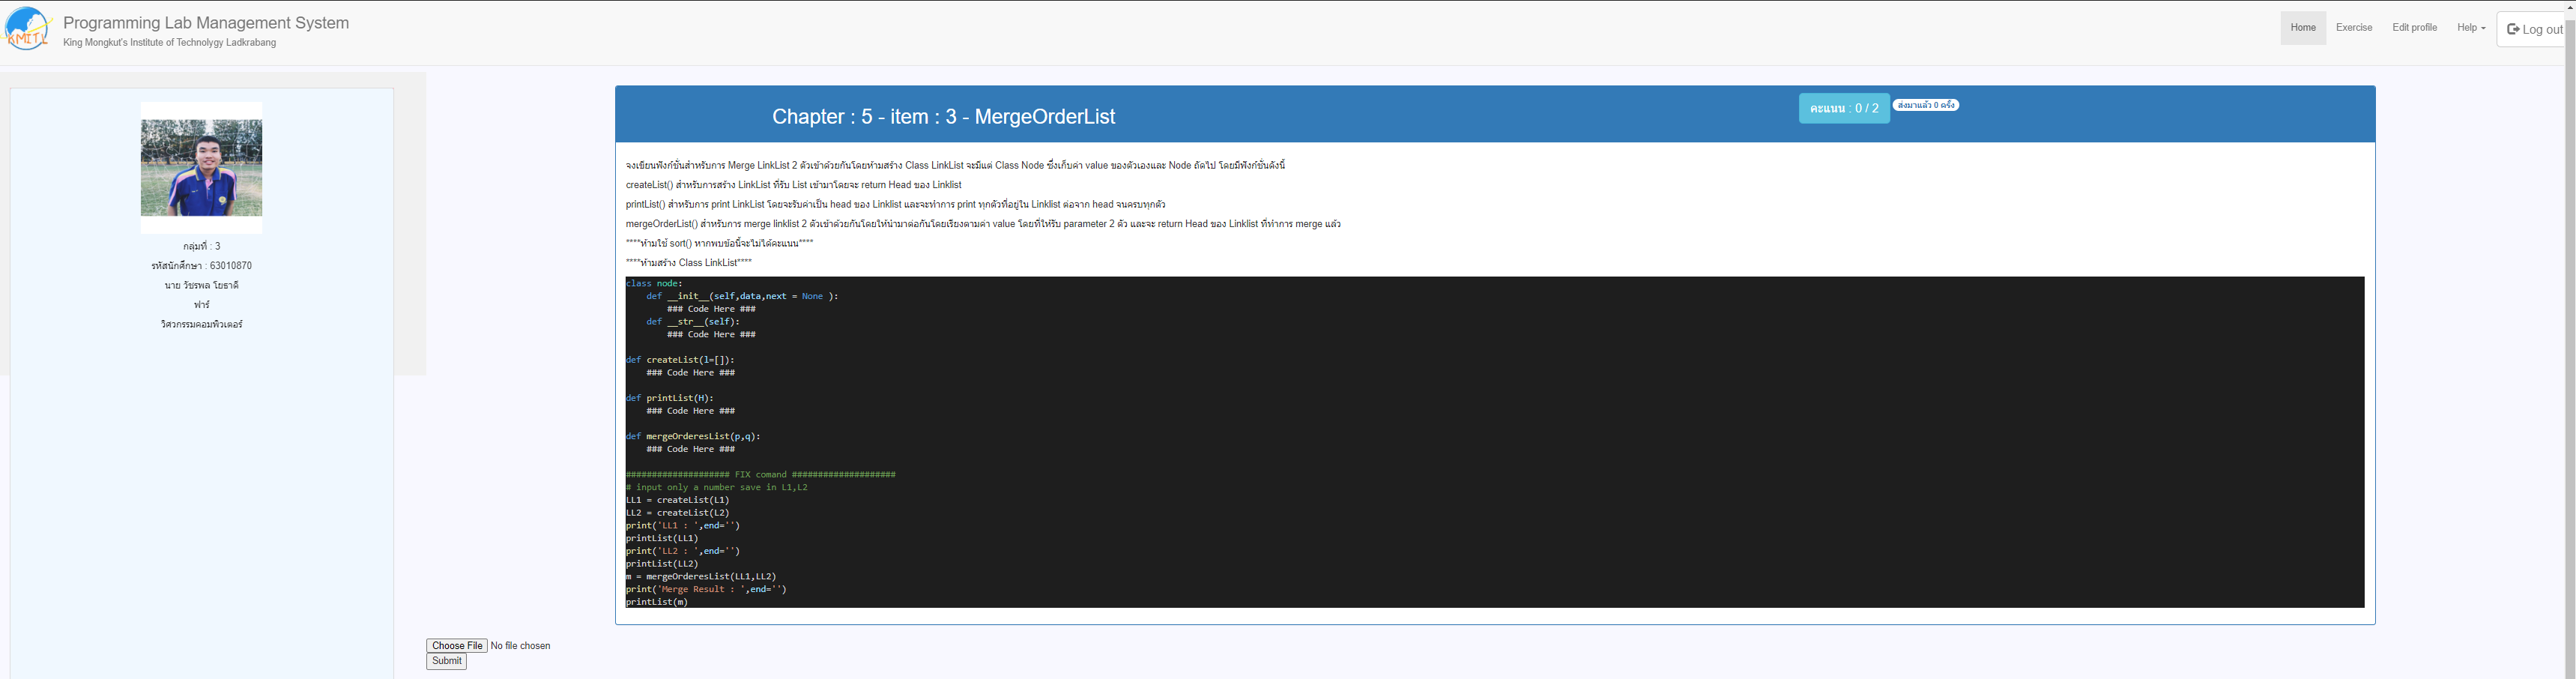 KMITL
Programming Lab Management System
King Mongkut's Institute of Technolygy Ladkrabang
Home
Exercise
Edit profile
Help
Log out
กลุ่มที่ : 3
รหัสนักศึกษา : 63010870
นาย วัชรพล โยธาดี
ฟาร์
วิศวกรรมคอมพิวเตอร์
Chapter : 5 - item : 3 - MergeOrderList
คะแนน : 0 / 2
ส่งมาแล้ว 0 ครั้ง
จงเขียนฟังก์ชั่นสำหรับการ Merge LinkList 2 ตัวเข้าด้วยกันโดยห้ามสร้าง Class LinkList จะมีแต่ Class Node ซึ่งเก็บค่า value ของตัวเองและ Node ถัดไป โดยมีฟังก์ชั่นดังนี้
createList() สำหรับการสร้าง LinkList ที่รับ List เข้ามาโดยจะ return Head ของ Linklist
printList() สำหรับการ print LinkList โดยจะรับค่าเป็น head ของ Linklist และจะทำการ print ทุกตัวที่อยู่ใน Linklist ต่อจาก head จนครบทุกตัว
mergeOrderList() สำหรับการ merge linklist 2 ตัวเข้าด้วยกันโดยให้นำมาต่อกันโดยเรียงตามค่า value โดยที่ให้รับ parameter 2 ตัว และจะ return Head ของ Linklist ที่ทำการ merge แล้ว
****ห้ามใช้ sort() หากพบข้อนี้จะไม่ได้คะแนน****
****ห้ามสร้าง Class LinkList****
class node:
    def __init__(self,data,next = None ):
        ### Code Here ###
    def __str__(self):
        ### Code Here ###
def createList(l=[]):
    ### Code Here ###
def printList(H):
    ### Code Here ###
def mergeOrderesList(p,q):
    ### Code Here ###
#################### FIX comand ####################
# input only a number save in L1,L2
LL1 = createList(L1)
LL2 = createList(L2)
print('LL1 : ',end='')
printList(LL1)
print('LL2 : ',end='')
printList(LL2)
m = mergeOrderesList(LL1,LL2)
print('Merge Result : ',end='')
printList(m)
Choose File No file chosen
Submit